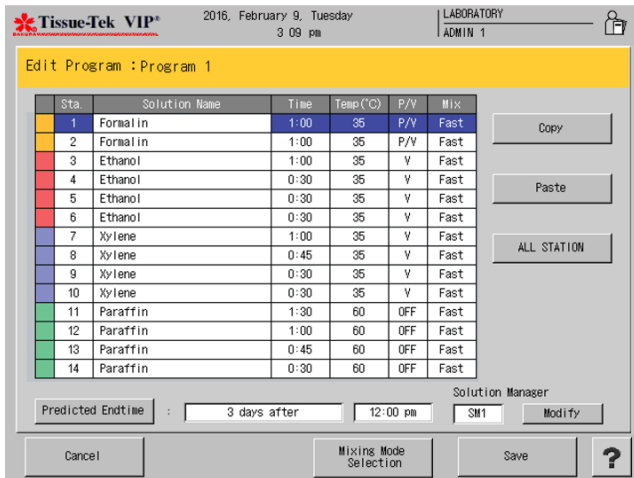 Tissue-Tek VIP®
SAKURA
2016, February 9, Tuesday
3 09 pm
LABORATORY
ADMIN 1
Edit Program : Program 1
Sta. Solution Name Time Temp(°C) P/V Mix
1 Formalin 1:00 35 P/V Fast
2 Formalin 1:00 35 P/V Fast
3 Ethanol 1:00 35 V Fast
4 Ethanol 0:30 35 V Fast
5 Ethanol 0:30 35 V Fast
6 Ethanol 0:30 35 V Fast
7 Xylene 1:00 35 V Fast
8 Xylene 0:45 35 V Fast
9 Xylene 0:30 35 V Fast
10 Xylene 0:30 35 V Fast
11 Paraffin 1:30 60 OFF Fast
12 Paraffin 1:00 60 OFF Fast
13 Paraffin 0:45 60 OFF Fast
14 Paraffin 0:30 60 OFF Fast
Copy
Paste
ALL STATION
Solution Manager
Predicted Endtime : 3 days after 12:00 pm SM1 Modify
Cancel
Mixing Mode
Selection
Save
?